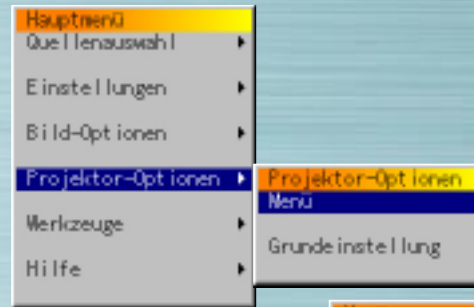 Hauptmenü
Quellenauswahl
Einstellungen
Bild-Optionen
Projektor-Optionen
Werkzeuge
Hilfe
Projektor-Optionen
Menü
Grundeinstellung